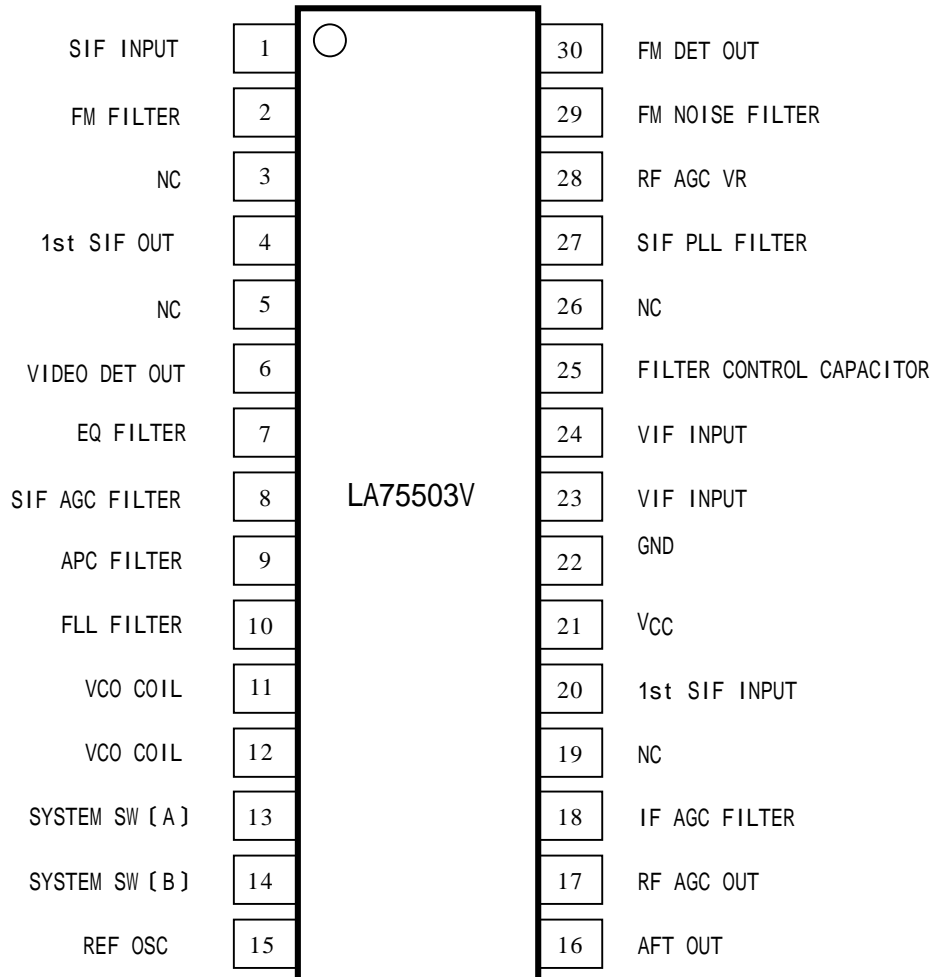 SIF INPUT 1 30 FM DET OUT
FM FILTER 2 29 FM NOISE FILTER
NC 3 28 RF AGC VR
1st SIF OUT 4 27 SIF PLL FILTER
NC 5 26 NC
VIDEO DET OUT 6 25 FILTER CONTROL CAPACITOR
EQ FILTER 7 24 VIF INPUT
SIF AGC FILTER 8 LA75503V 23 VIF INPUT
APC FILTER 9 22 GND
FLL FILTER 10 21 VCC
VCO COIL 11 20 1st SIF INPUT
VCO COIL 12 19 NC
SYSTEM SW〔A〕 13 18 IF AGC FILTER
SYSTEM SW〔B〕 14 17 RF AGC OUT
REF OSC 15 16 AFT OUT